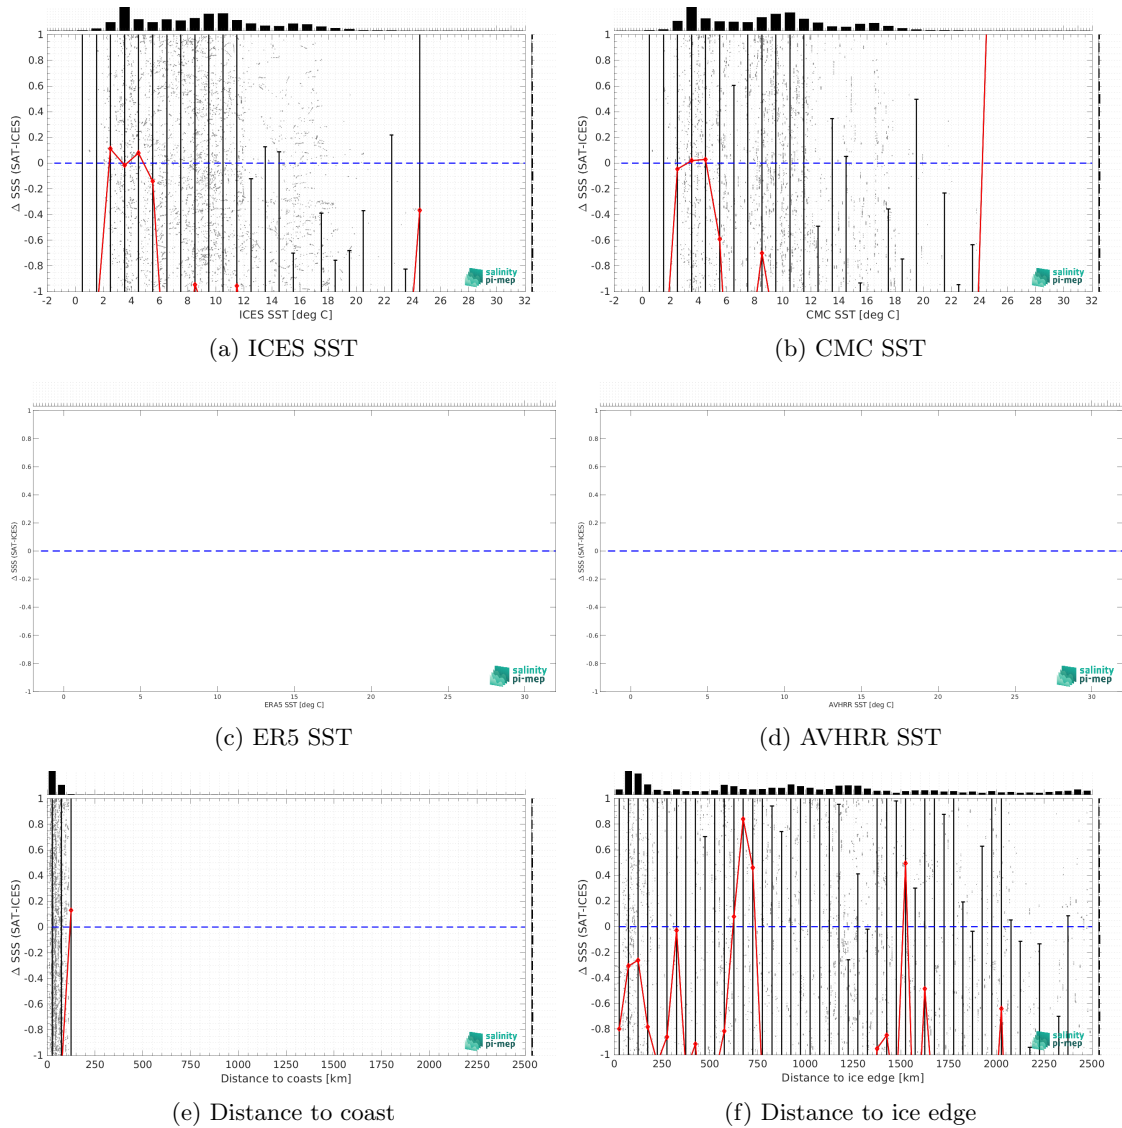 1
0.8
0.6
0.4
0.2
0
-0.2
-0.4
-0.6
-0.8
-1
Δ SSS (SAT-ICES)
-2 0 2 4 6 8 10 12 14 16 18 20 22 24 26 28 30 32
ICES SST [deg C]
salinity
pi-mep
(a) ICES SST
1
0.8
0.6
0.4
0.2
0
-0.2
-0.4
-0.6
-0.8
-1
Δ SSS (SAT-ICES)
-2 0 2 4 6 8 10 12 14 16 18 20 22 24 26 28 30 32
CMC SST [deg C]
salinity
pi-mep
(b) CMC SST
1
0.8
0.6
0.4
0.2
0
-0.2
-0.4
-0.6
-0.8
-1
Δ SSS (SAT-ICES)
0 5 10 15 20 25 30
ERA5 SST [deg C]
salinity
pi-mep
(c) ER5 SST
1
0.8
0.6
0.4
0.2
0
-0.2
-0.4
-0.6
-0.8
-1
Δ SSS (SAT-ICES)
0 5 10 15 20 25 30
AVHRR SST [deg C]
salinity
pi-mep
(d) AVHRR SST
1
0.8
0.6
0.4
0.2
0
-0.2
-0.4
-0.6
-0.8
-1
Δ SSS (SAT-ICES)
0 250 500 750 1000 1250 1500 1750 2000 2250 2500
Distance to coasts [km]
salinity
pi-mep
(e) Distance to coast
1
0.8
0.6
0.4
0.2
0
-0.2
-0.4
-0.6
-0.8
-1
Δ SSS (SAT-ICES)
0 250 500 750 1000 1250 1500 1750 2000 2250 2500
Distance to ice edge [km]
salinity
pi-mep
(f) Distance to ice edge